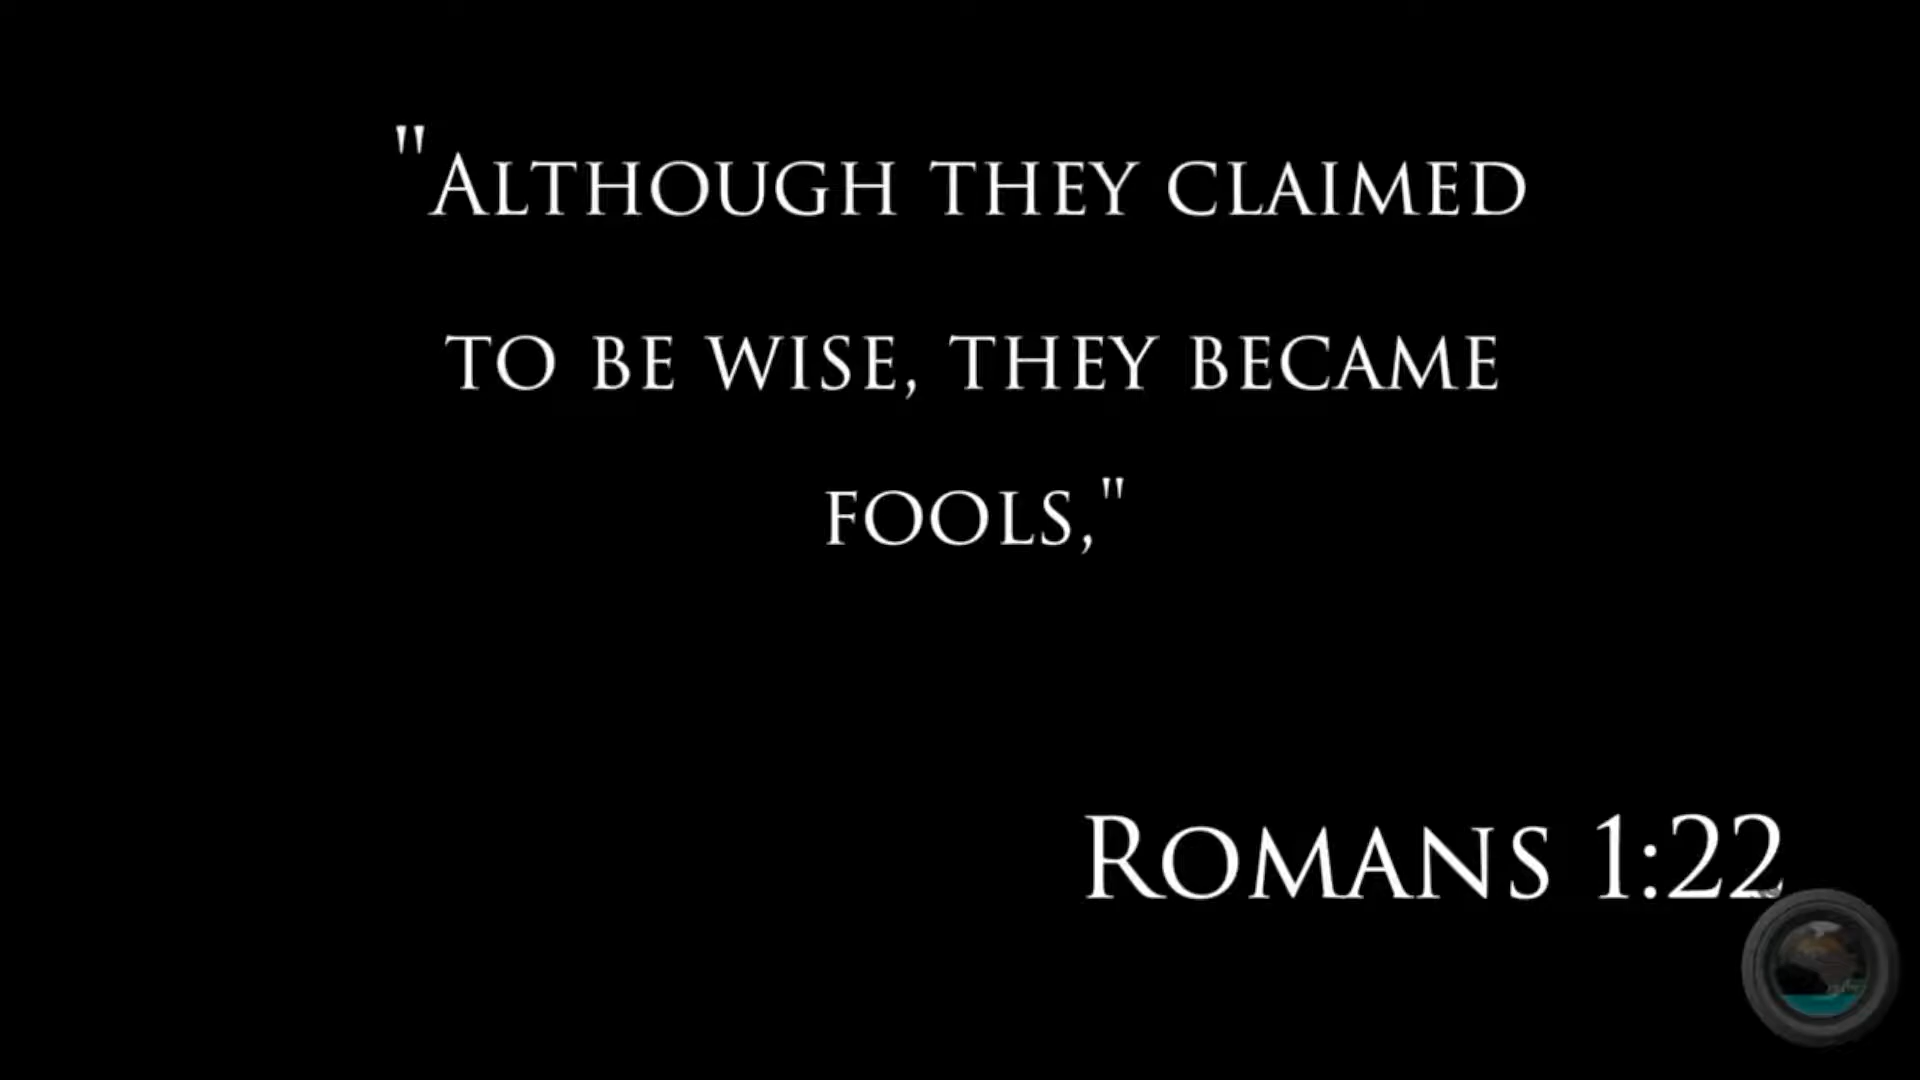 "Although they claimed
to be wise, they became
fools,"
Romans 1:22